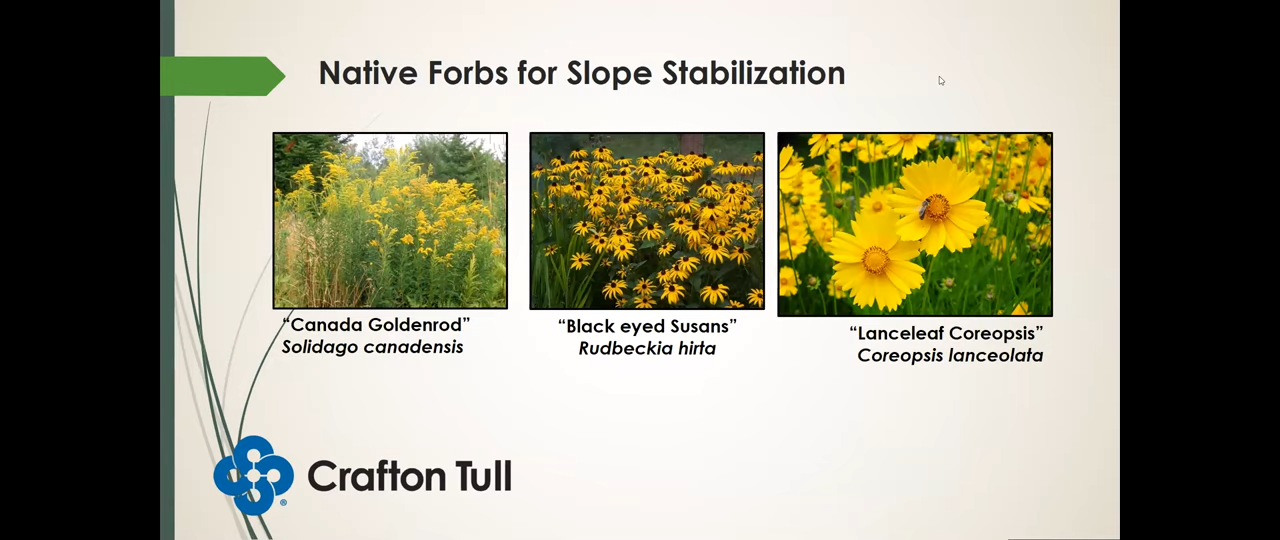 Native Forbs for Slope Stabilization
“Canada Goldenrod”
Solidago canadensis
“Black eyed Susans”
Rudbeckia hirta
“Lanceleaf Coreopsis”
Coreopsis lanceolata
Crafton Tull
®